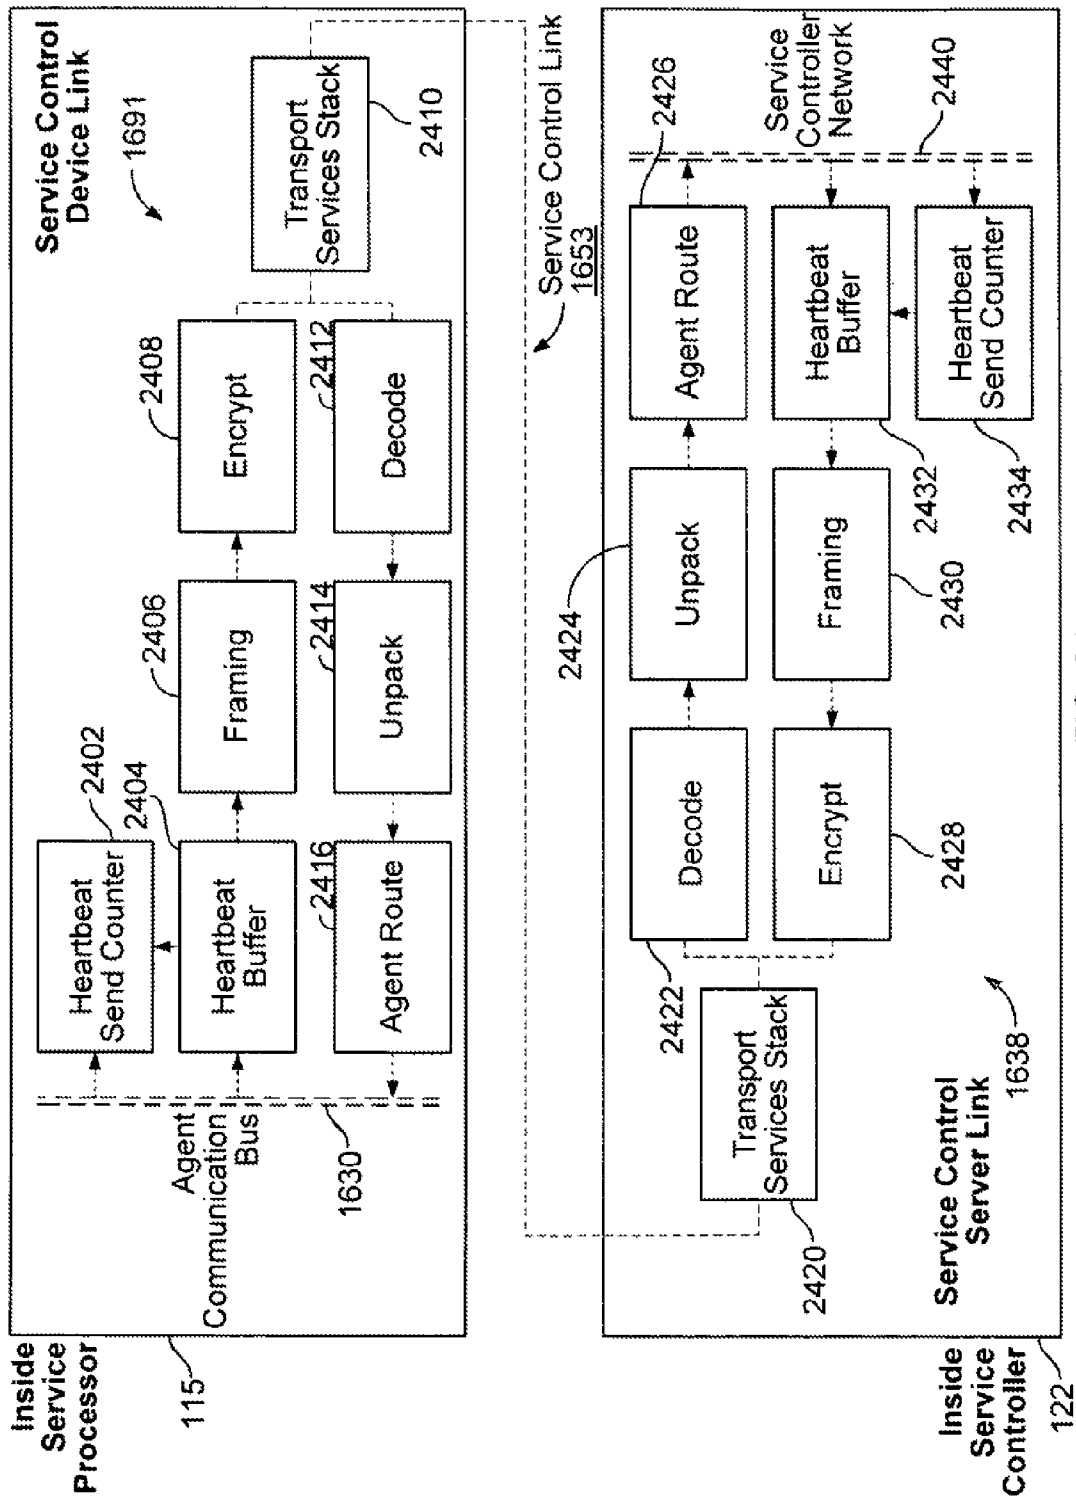 Inside
Service
Processor
115
Service Control
Device Link
1691
Agent
Communication
Bus
1630
Heartbeat
Send Counter
2402
Heartbeat
Buffer
2404
Framing
2406
Encrypt
2408
Transport
Services Stack
2410
Decode
2412
Unpack
2414
Agent Route
2416
Service Control Link
1653
Inside
Service
Controller
122
Service Control
Server Link
1638
Transport
Services Stack
2420
Decode
2422
Unpack
2424
Agent Route
2426
Encrypt
2428
Framing
2430
Heartbeat
Buffer
2432
Heartbeat
Send Counter
2434
Service
Controller
Network
2440